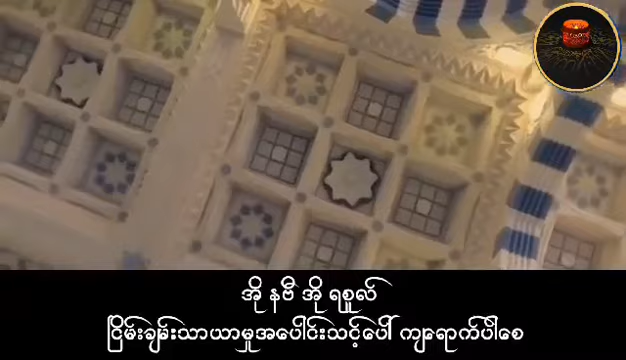 အို နဗီ အို ရစူလ်
ငြိမ်းချမ်းသာယာမှုအပေါင်းသင့်ပေါ် ကျရောက်ပါစေ